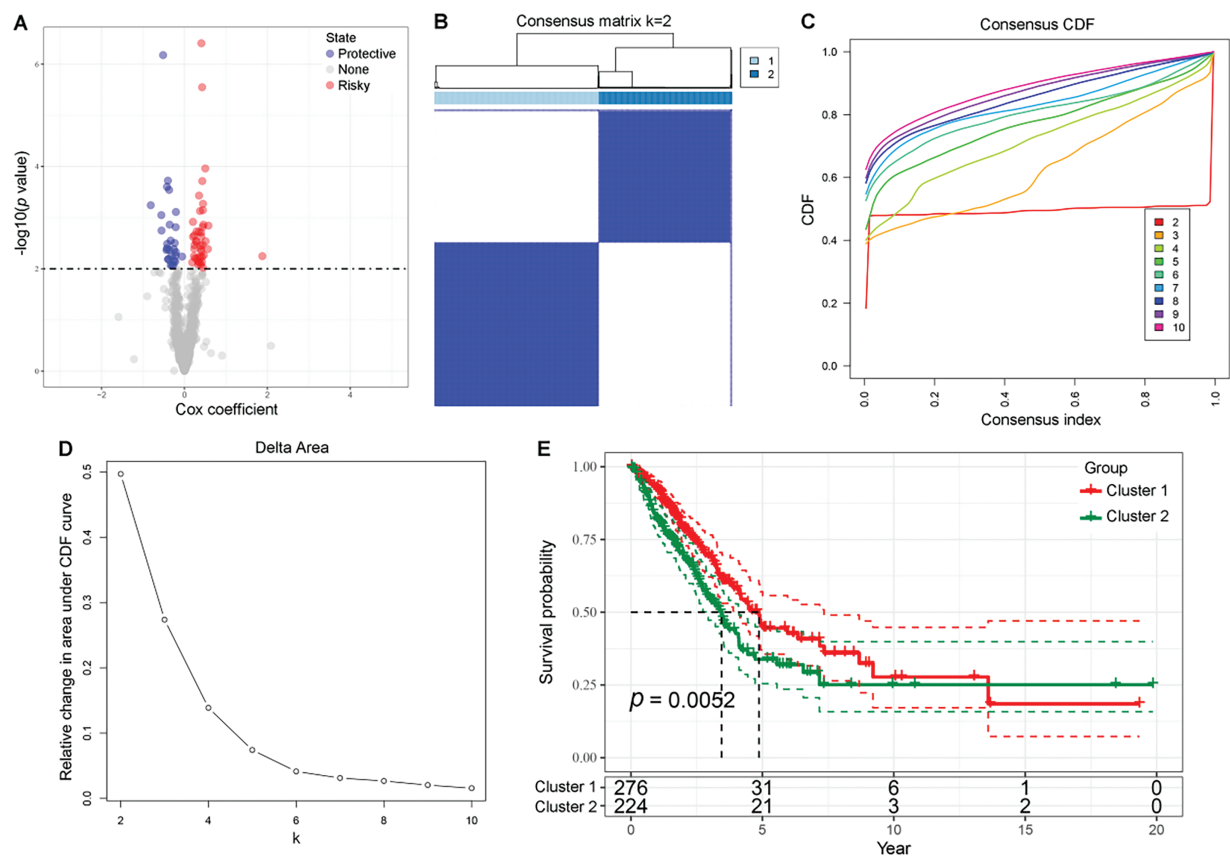 A
State
Protective
None
Risky
6
4
2
0
-log10(p value)
−2
0
2
4
Cox coefficient
B
Consensus matrix k=2
1
2
C
Consensus CDF
1.0
0.8
0.6
0.4
0.2
0.0
CDF
2
3
4
5
6
7
8
9
10
0.0
0.2
0.4
0.6
0.8
1.0
Consensus index
D
Delta Area
0.5
0.4
0.3
0.2
0.1
0.0
Relative change in area under CDF curve
2
4
6
8
10
k
E
Group
Cluster 1
Cluster 2
1.00
0.75
0.50
0.25
0.00
Survival probability
p = 0.0052
Cluster 1 276 31 6 1 0
Cluster 2 224 21 3 2 0
0 5 10 15 20
Year